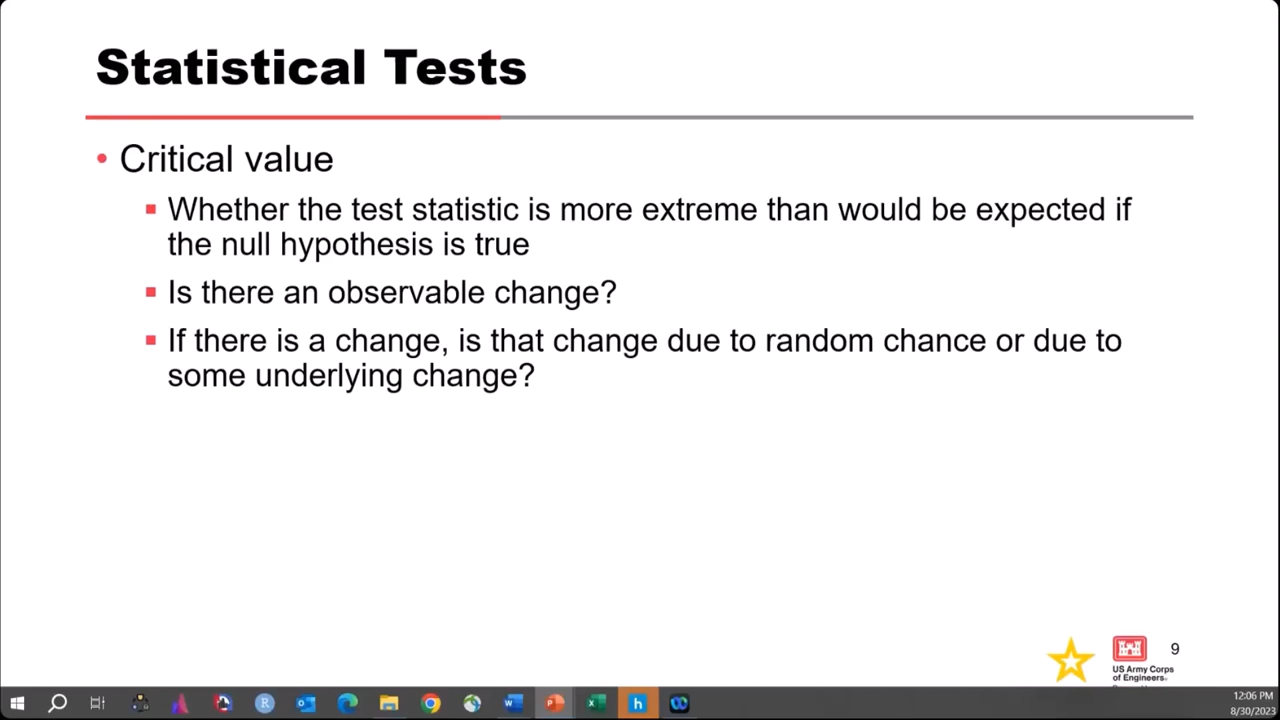 Statistical Tests
• Critical value
▪ Whether the test statistic is more extreme than would be expected if
the null hypothesis is true
▪ Is there an observable change?
▪ If there is a change, is that change due to random chance or due to
some underlying change?
9
US Army Corps
of Engineers®
12:06 PM
8/30/2023